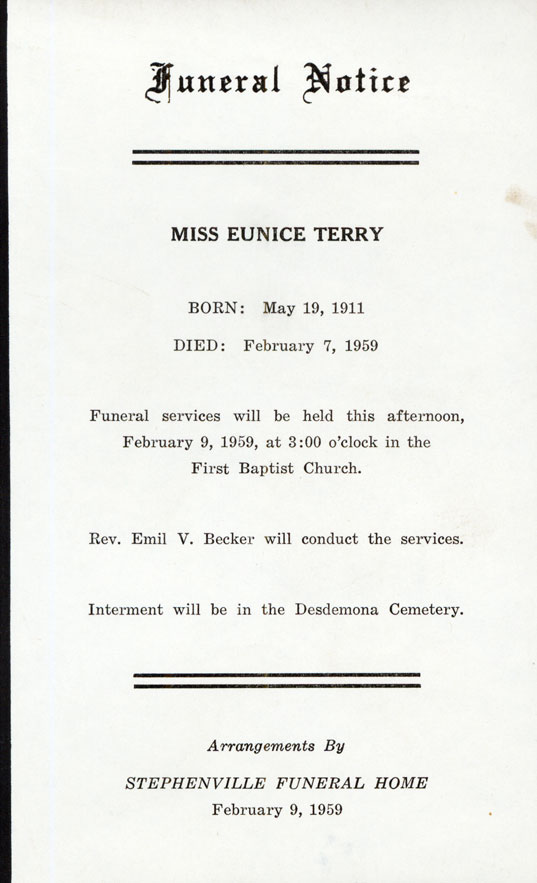 Funeral Notice
MISS EUNICE TERRY
BORN: May 19, 1911
DIED: February 7, 1959
Funeral services will be held this afternoon,
February 9, 1959, at 3:00 o'clock in the
First Baptist Church.
Rev. Emil V. Becker will conduct the services.
Interment will be in the Desdemona Cemetery.
Arrangements By
STEPHENVILLE FUNERAL HOME
February 9, 1959